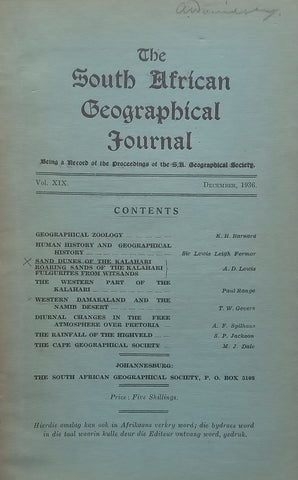 The
South African
Geographical
Journal
Being a Record of the Proceedings of the S.A. Geographical Society.
Vol. XIX. DECEMBER, 1936.
CONTENTS
GEOGRAPHICAL ZOOLOGY K. H. Barnard
HUMAN HISTORY AND GEOGRAPHICAL
HISTORY Sir Lewis Leigh Fermor
SAND DUNES OF THE KALAHARI
ROARING SANDS OF THE KALAHARI A. D. Lewis
FULGURITES FROM WITSANDS
THE WESTERN PART OF THE
KALAHARI Paul Range
WESTERN DAMARALAND AND THE
NAMIB DESERT T. W. Gevers
DIURNAL CHANGES IN THE FREE
ATMOSPHERE OVER PRETORIA A. F. Spilhaus
THE RAINFALL OF THE HIGHVELD S. P. Jackson
THE CAPE GEOGRAPHICAL SOCIETY M. J. Dale
JOHANNESBURG:
THE SOUTH AFRICAN GEOGRAPHICAL SOCIETY, P. O. BOX 5108
Price: Five Shillings.
Hierdie omslag kan ook in Afrikaans verkry word; die bydraes word
in die taal waarin hulle deur die Editeur ontvang word, gedruk.